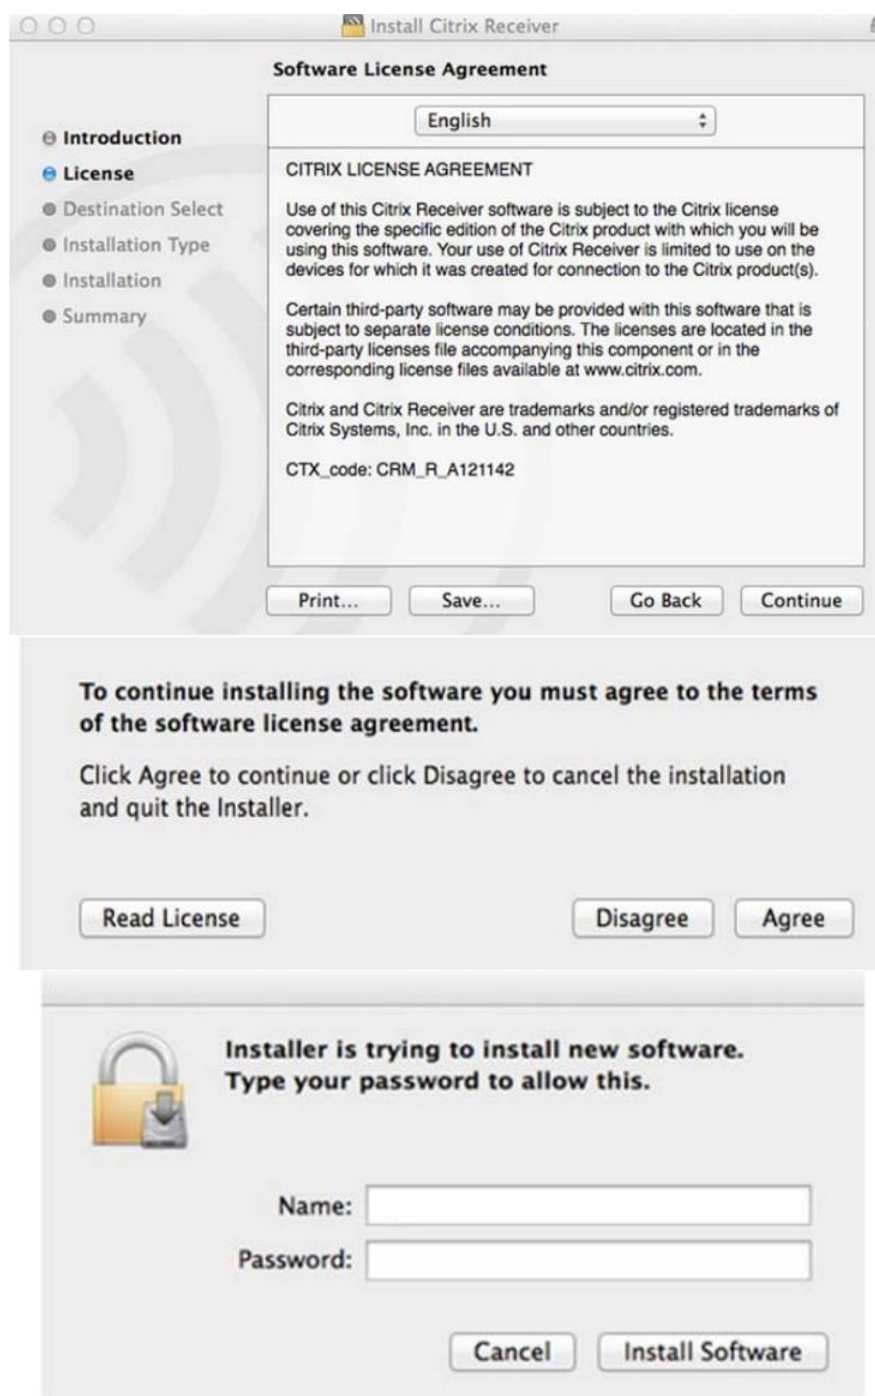 Install Citrix Receiver
Software License Agreement
English
Introduction
License
Destination Select
Installation Type
Installation
Summary
CITRIX LICENSE AGREEMENT
Use of this Citrix Receiver software is subject to the Citrix license
covering the specific edition of the Citrix product with which you will be
using this software. Your use of Citrix Receiver is limited to use on the
devices for which it was created for connection to the Citrix product(s).
Certain third-party software may be provided with this software that is
subject to separate license conditions. The licenses are located in the
third-party licenses file accompanying this component or in the
corresponding license files available at www.citrix.com.
Citrix and Citrix Receiver are trademarks and/or registered trademarks of
Citrix Systems, Inc. in the U.S. and other countries.
CTX_code: CRM_R_A121142
Print... Save... Go Back Continue
To continue installing the software you must agree to the terms
of the software license agreement.
Click Agree to continue or click Disagree to cancel the installation
and quit the Installer.
Read License Disagree Agree
Installer is trying to install new software.
Type your password to allow this.
Name:
Password:
Cancel Install Software